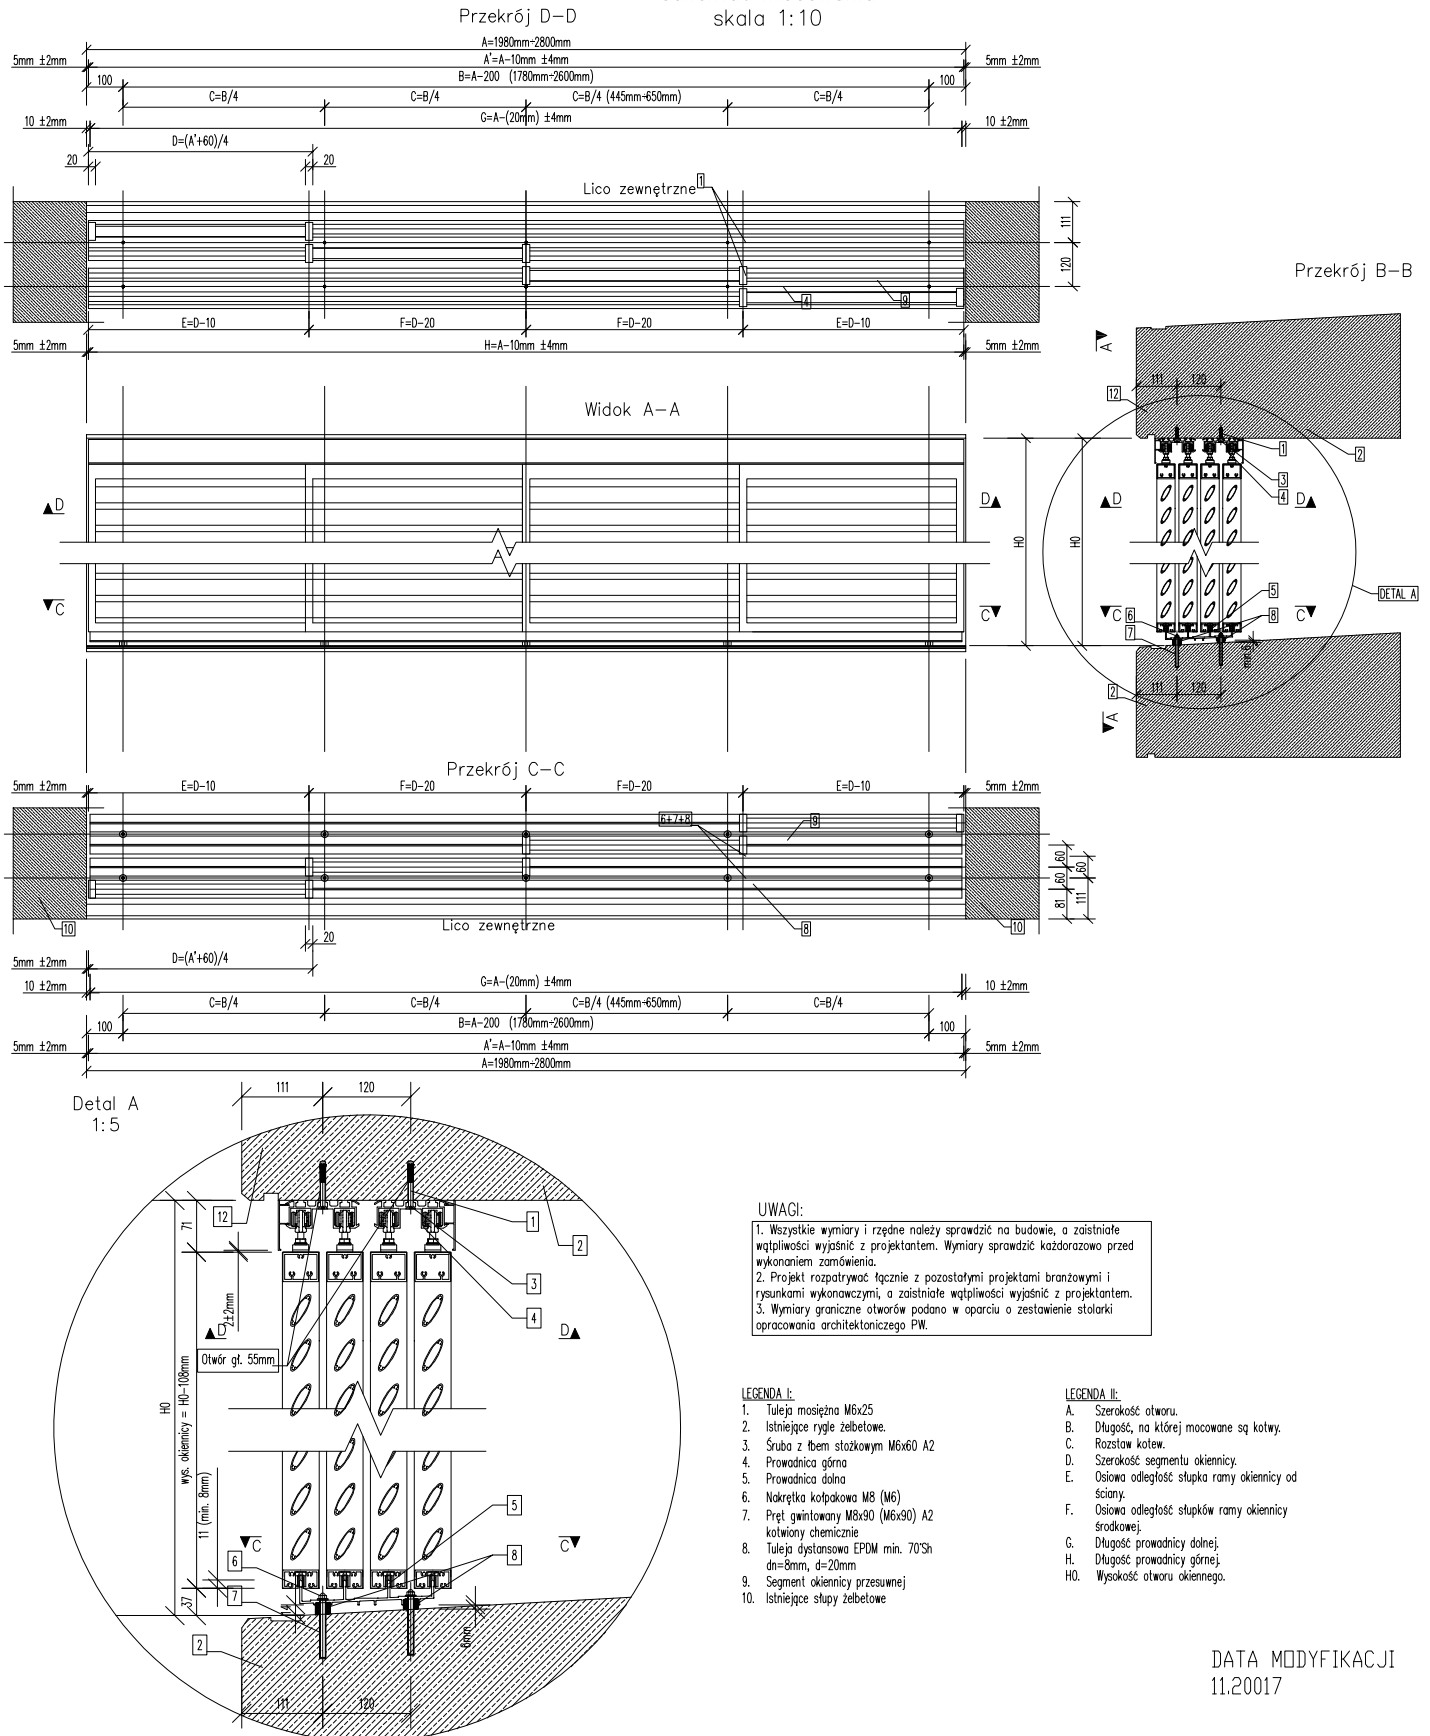 Przekrój D-D
skala 1:10
A=1980mm÷2800mm
5mm ±2mm
A'=A-10mm ±4mm
5mm ±2mm
100
B=A-200 (1780mm÷2600mm)
100
C=B/4
C=B/4
C=B/4 (445mm÷650mm)
C=B/4
10 ±2mm
G=A-(20mm) ±4mm
10 ±2mm
D=(A'+60)/4
20
20
Lico zewnętrzne
1
111
120
4
9
E=D-10
F=D-20
F=D-20
E=D-10
5mm ±2mm
H=A-10mm ±4mm
5mm ±2mm
Przekrój B-B
A
111
120
12
1
2
3
4
D
D
H0
H0
5
DETAL A
C
C
6
8
7
min.6
2
111
120
A
Widok A-A
D
D
C
C
Przekrój C-C
5mm ±2mm
E=D-10
F=D-20
F=D-20
E=D-10
5mm ±2mm
6+7+8
9
60
60
60
81
111
10
Lico zewnętrzne
8
10
20
5mm ±2mm
D=(A'+60)/4
10 ±2mm
G=A-(20mm) ±4mm
10 ±2mm
C=B/4
C=B/4
C=B/4 (445mm÷650mm)
C=B/4
100
B=A-200 (1780mm÷2600mm)
100
5mm ±2mm
A'=A-10mm ±4mm
5mm ±2mm
A=1980mm÷2800mm
Detal A
1:5
111
120
12
1
2
71
3
4
2±2mm
D
D
Otwór gł. 55mm
H0
wys. okiennicy = H0-108mm
11 (min. 8mm)
5
C
C
6
8
7
37
2
6mm
111
120
UWAGI:
1. Wszystkie wymiary i rzędne należy sprawdzić na budowie, a zaistniałe
wątpliwości wyjaśnić z projektantem. Wymiary sprawdzić każdorazowo przed
wykonaniem zamówienia.
2. Projekt rozpatrywać łącznie z pozostałymi projektami branżowymi i
rysunkami wykonawczymi, a zaistniałe wątpliwości wyjaśnić z projektantem.
3. Wymiary graniczne otworów podano w oparciu o zestawienie stolarki
opracowania architektoniczego PW.
LEGENDA I:
1. Tuleja mosiężna M6x25
2. Istniejące rygle żelbetowe.
3. Śruba z łbem stożkowym M6x60 A2
4. Prowadnica górna
5. Prowadnica dolna
6. Nakrętka kołpakowa M8 (M6)
7. Pręt gwintowany M8x90 (M6x90) A2
kotwiony chemicznie
8. Tuleja dystansowa EPDM min. 70°Sh
dn=8mm, d=20mm
9. Segment okiennicy przesuwnej
10. Istniejące słupy żelbetowe
LEGENDA II:
A. Szerokość otworu.
B. Długość, na której mocowane są kotwy.
C. Rozstaw kotew.
D. Szerokość segmentu okiennicy.
E. Osiowa odległość słupka ramy okiennicy od
ściany.
F. Osiowa odległość słupków ramy okiennicy
środkowej.
G. Długość prowadnicy dolnej.
H. Długość prowadnicy górnej.
H0. Wysokość otworu okiennego.
DATA MODYFIKACJI
11.20017